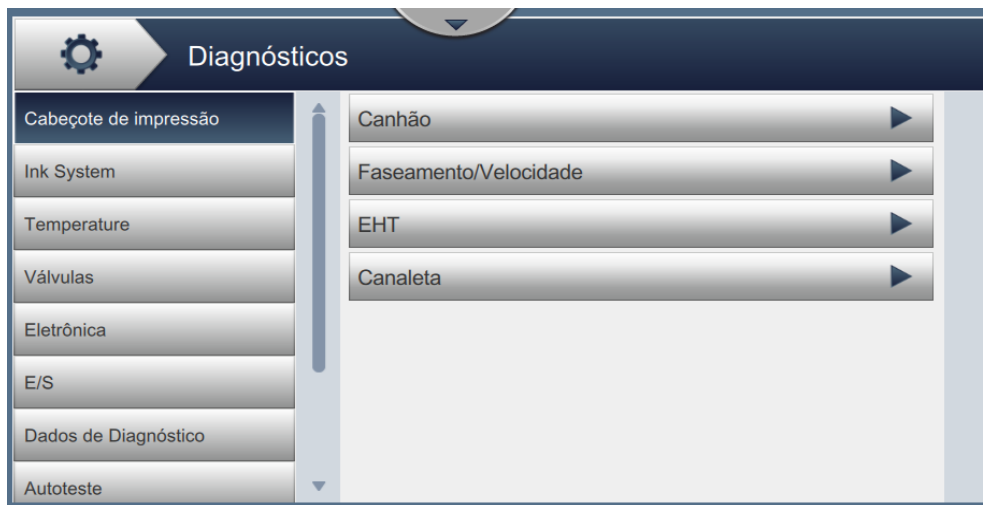 Diagnósticos
Cabeçote de impressão
Ink System
Temperature
Válvulas
Eletrônica
E/S
Dados de Diagnóstico
Autoteste
Canhão
Faseamento/Velocidade
EHT
Canaleta